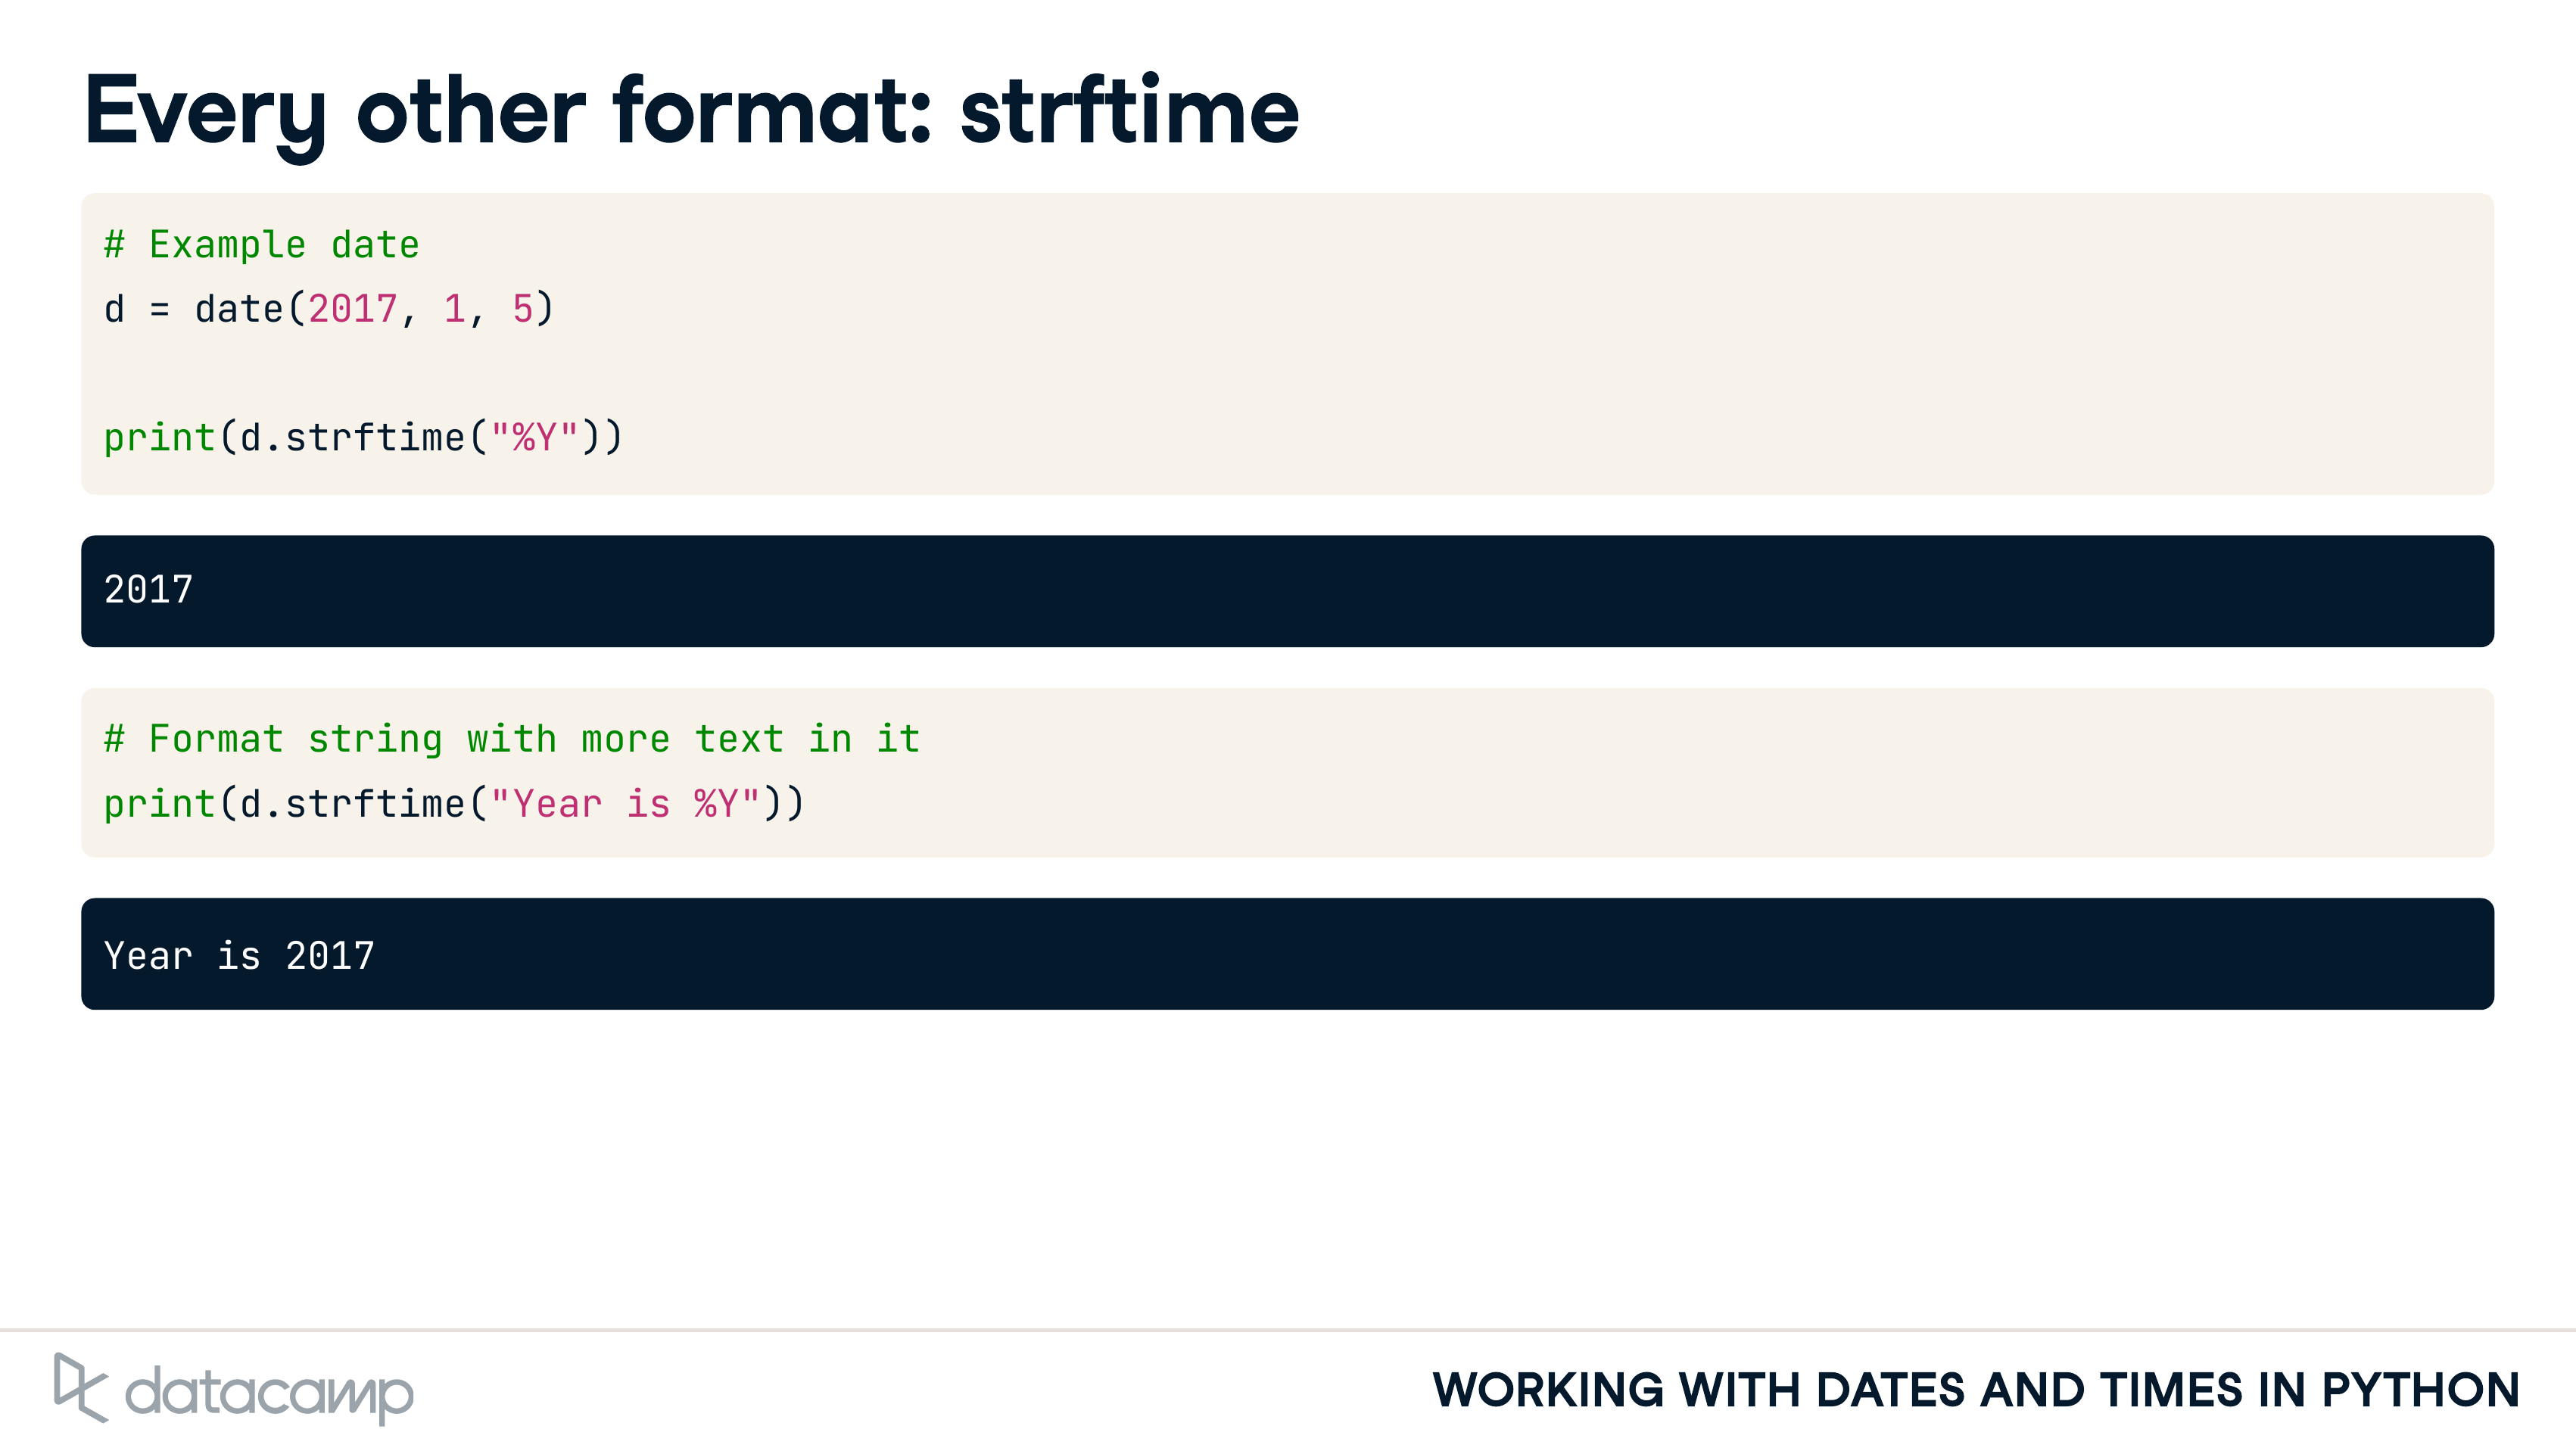 Every other format: strftime
# Example date
d = date(2017, 1, 5)
print(d.strftime("%Y"))
2017
# Format string with more text in it
print(d.strftime("Year is %Y"))
Year is 2017
datacamp
WORKING WITH DATES AND TIMES IN PYTHON